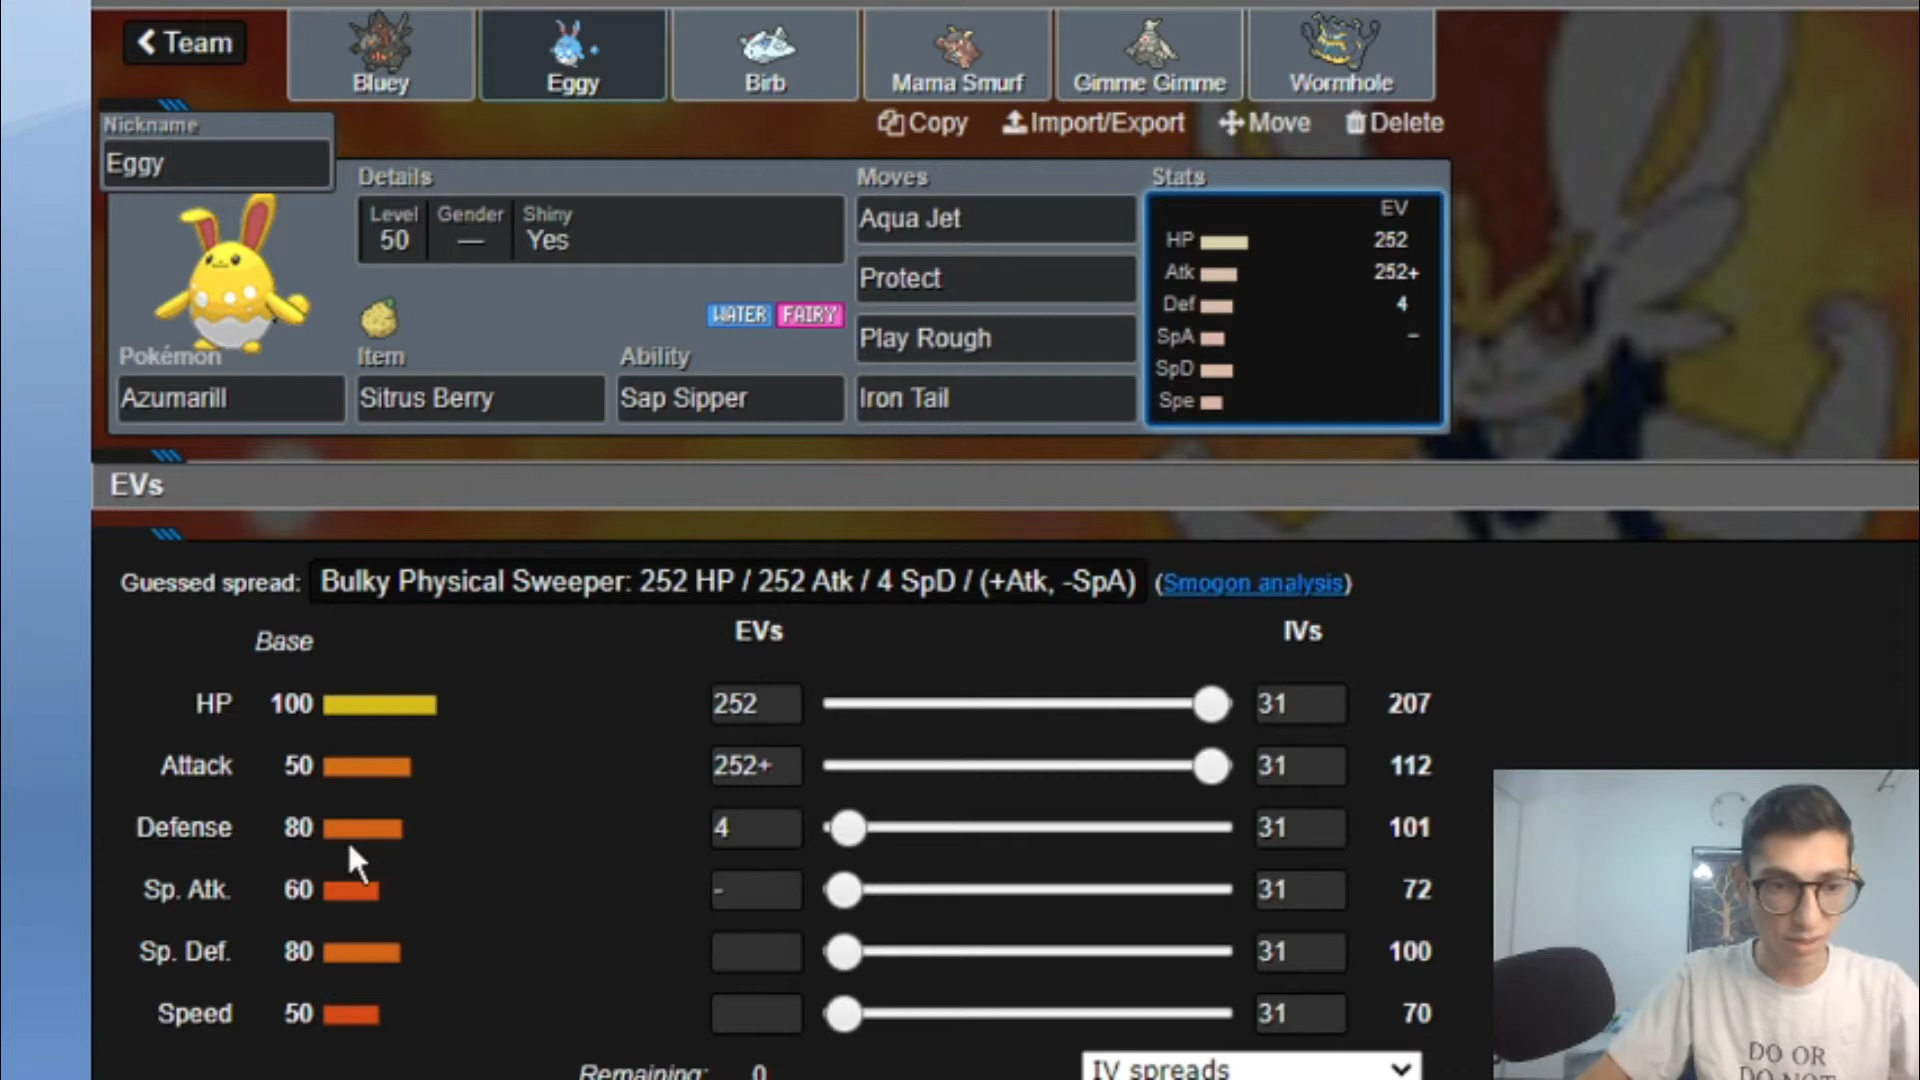 Team
Bluey
Eggy
Birb
Mama Smurf
Gimme Gimme
Wormhole
Copy
Import/Export
Move
Delete
Nickname
Eggy
Details
Level
50
Gender
—
Shiny
Yes
WATER
FAIRY
Pokémon
Azumarill
Item
Sitrus Berry
Ability
Sap Sipper
Moves
Aqua Jet
Protect
Play Rough
Iron Tail
Stats
EV
HP 252
Atk 252+
Def 4
SpA −
SpD
Spe
EVs
Guessed spread: Bulky Physical Sweeper: 252 HP / 252 Atk / 4 SpD / (+Atk, -SpA) (Smogon analysis)
Base EVs IVs
HP 100 252 31 207
Attack 50 252+ 31 112
Defense 80 4 31 101
Sp. Atk. 60 - 31 72
Sp. Def. 80 31 100
Speed 50 31 70
Remaining: 0
IV spreads
DO OR
DO NOT